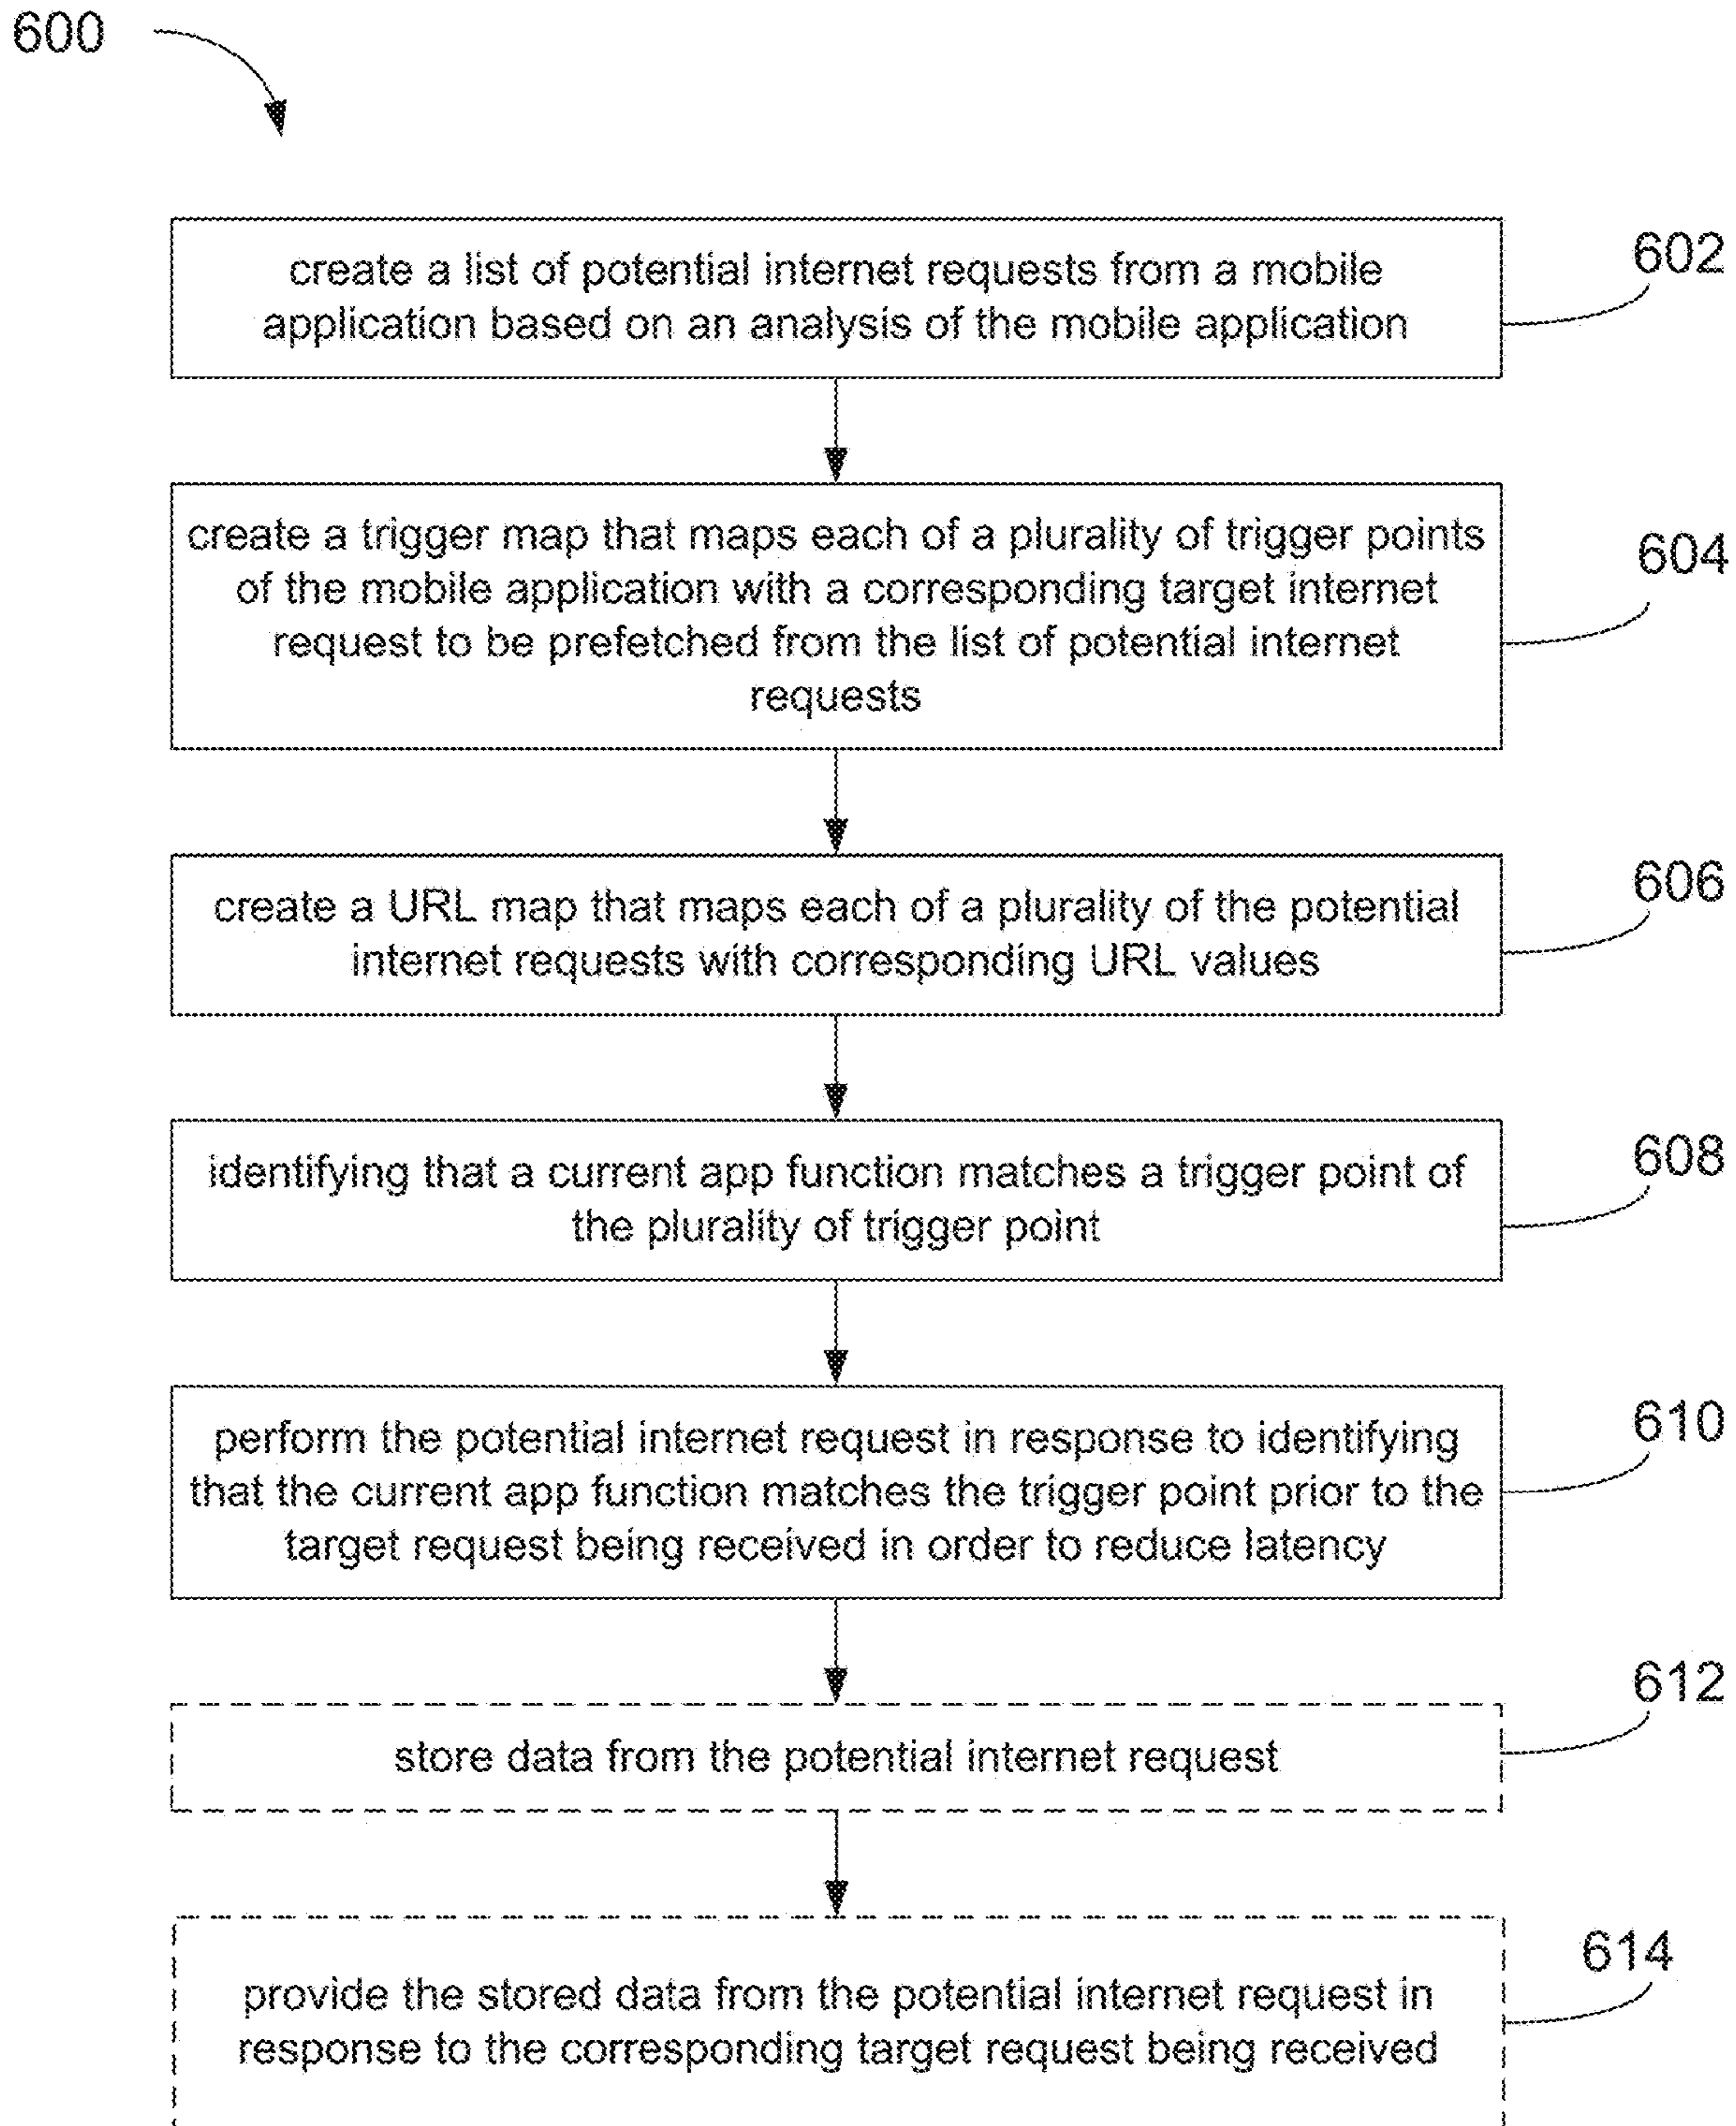 600
create a list of potential internet requests from a mobile
application based on an analysis of the mobile application
602
create a trigger map that maps each of a plurality of trigger points
of the mobile application with a corresponding target internet
request to be prefetched from the list of potential internet
requests
604
create a URL map that maps each of a plurality of the potential
internet requests with corresponding URL values
606
identifying that a current app function matches a trigger point of
the plurality of trigger point
608
perform the potential internet request in response to identifying
that the current app function matches the trigger point prior to the
target request being received in order to reduce latency
610
store data from the potential internet request
612
provide the stored data from the potential internet request in
response to the corresponding target request being received
614